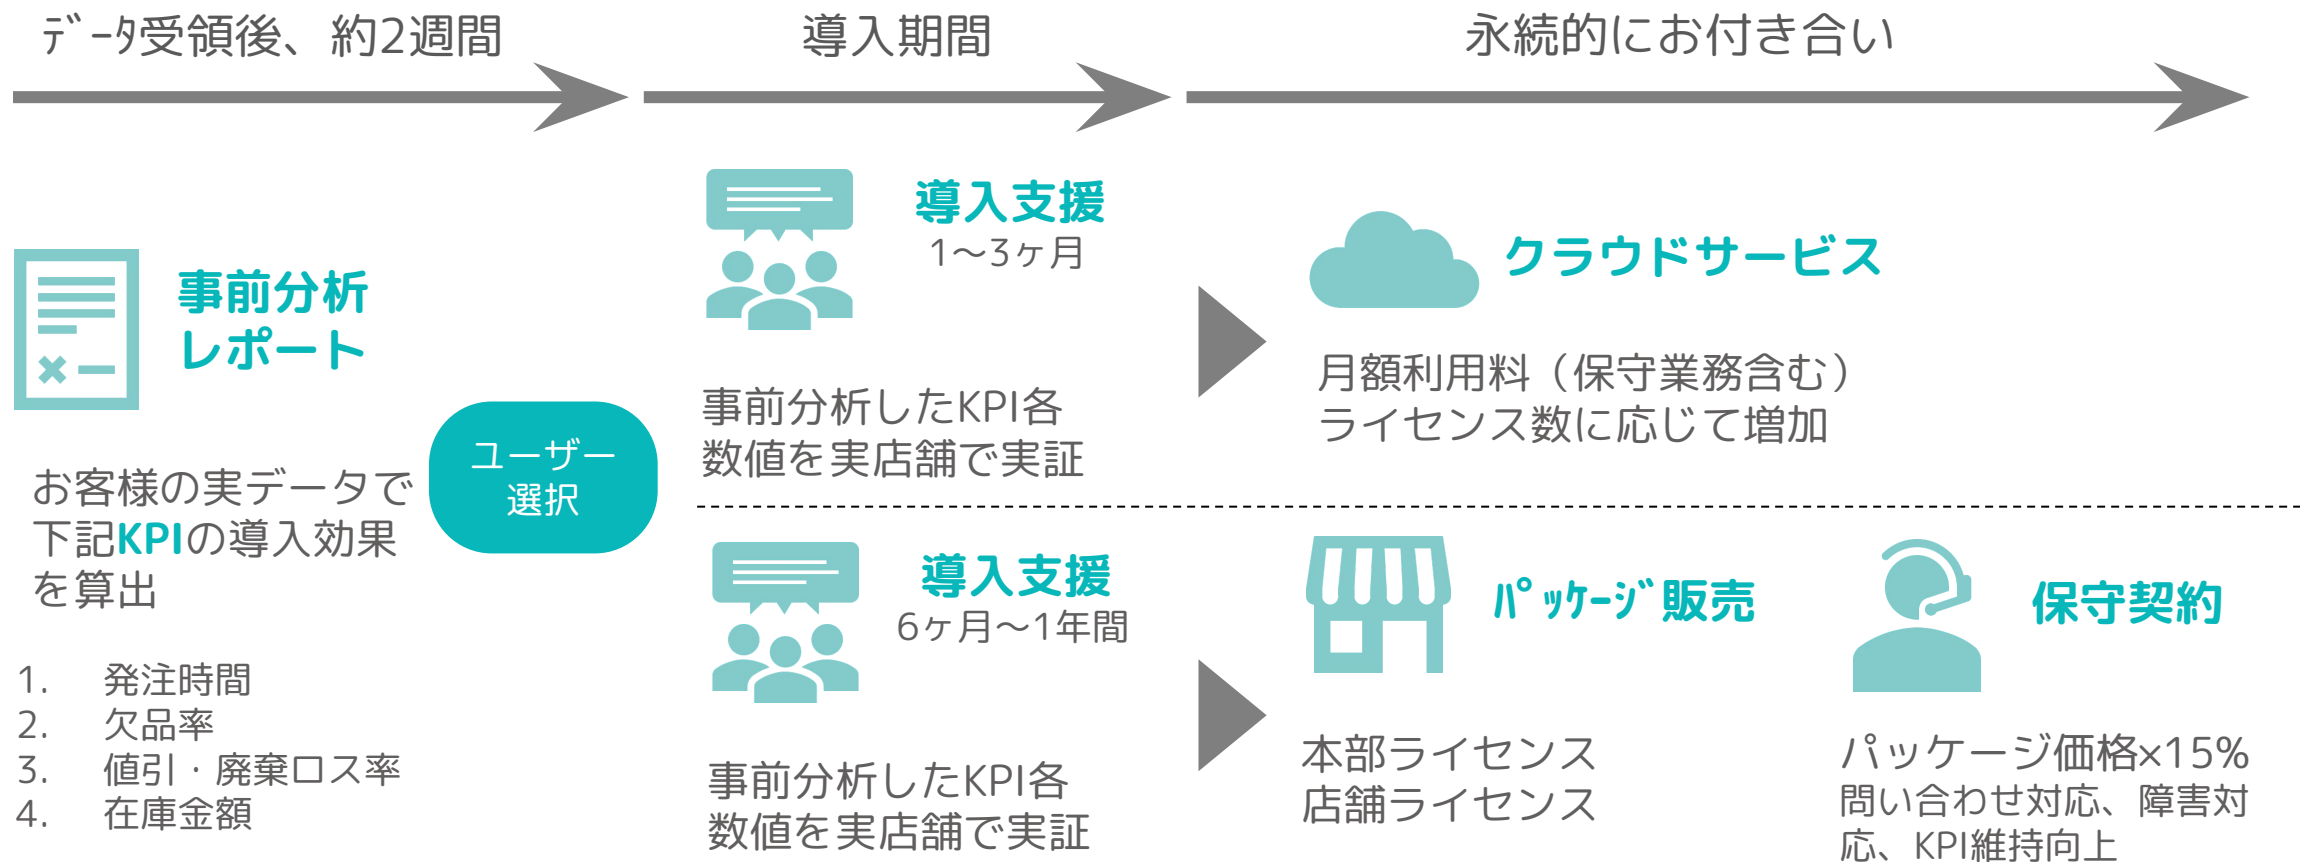 ﾃﾞｰﾀ受領後、約2週間
導入期間
永続的にお付き合い
事前分析
レポート
お客様の実データで
下記KPIの導入効果
を算出
1. 発注時間
2. 欠品率
3. 値引・廃棄ロス率
4. 在庫金額
ユーザー
選択
導入支援
1～3ヶ月
事前分析したKPI各
数値を実店舗で実証
クラウドサービス
月額利用料（保守業務含む）
ライセンス数に応じて増加
導入支援
6ヶ月～1年間
事前分析したKPI各
数値を実店舗で実証
ﾊﾟｯｹｰｼﾞ販売
本部ライセンス
店舗ライセンス
保守契約
パッケージ価格×15%
問い合わせ対応、障害対
応、KPI維持向上